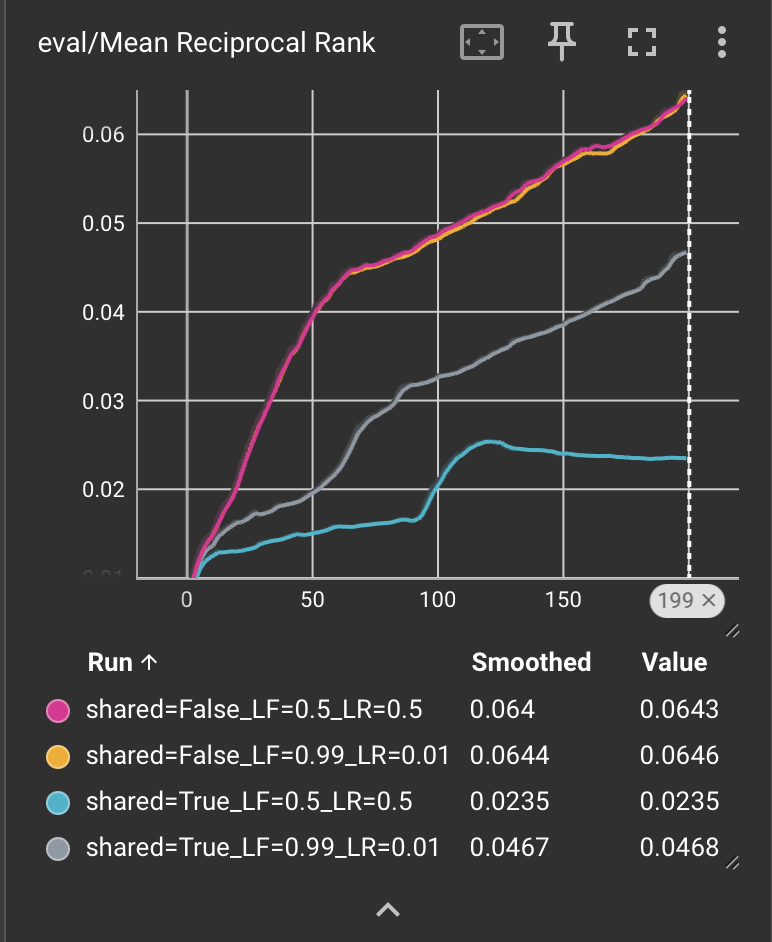 eval/Mean Reciprocal Rank
0.06
0.05
0.04
0.03
0.02
0.01
0 50 100 150 199 ×
Run ↑ Smoothed Value
shared=False_LF=0.5_LR=0.5 0.064 0.0643
shared=False_LF=0.99_LR=0.01 0.0644 0.0646
shared=True_LF=0.5_LR=0.5 0.0235 0.0235
shared=True_LF=0.99_LR=0.01 0.0467 0.0468